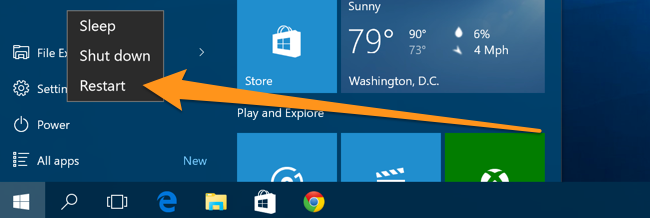 Sleep
Shut down
Restart
File Ex
Settin
Power
All apps
New
Store
Sunny
79°
90°
73°
6%
4 Mph
Washington, D.C.
Play and Explore